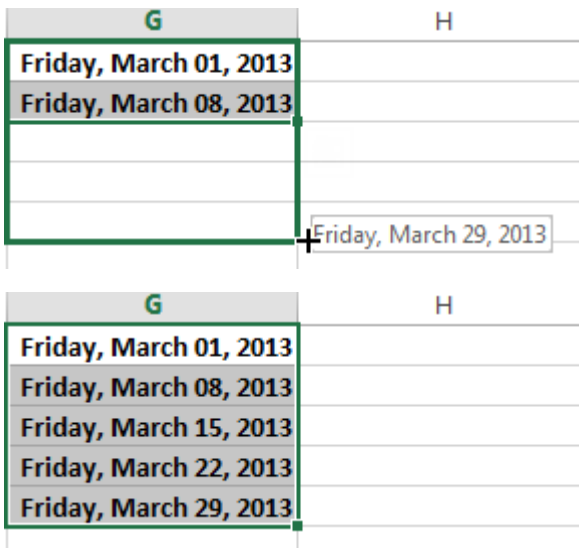 G H
Friday, March 01, 2013
Friday, March 08, 2013
Friday, March 29, 2013
G H
Friday, March 01, 2013
Friday, March 08, 2013
Friday, March 15, 2013
Friday, March 22, 2013
Friday, March 29, 2013